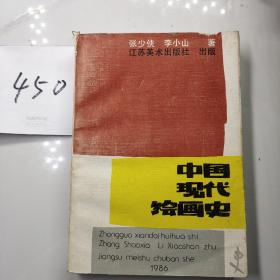 450
张少侠 李小山 著
江苏美术出版社 出版
中国
现代
绘画史
Zhongguo xiandai huihua shi
Zhang Shaoxia Li Xiaoshan zhu
jiangsu meishu chuban she
1986